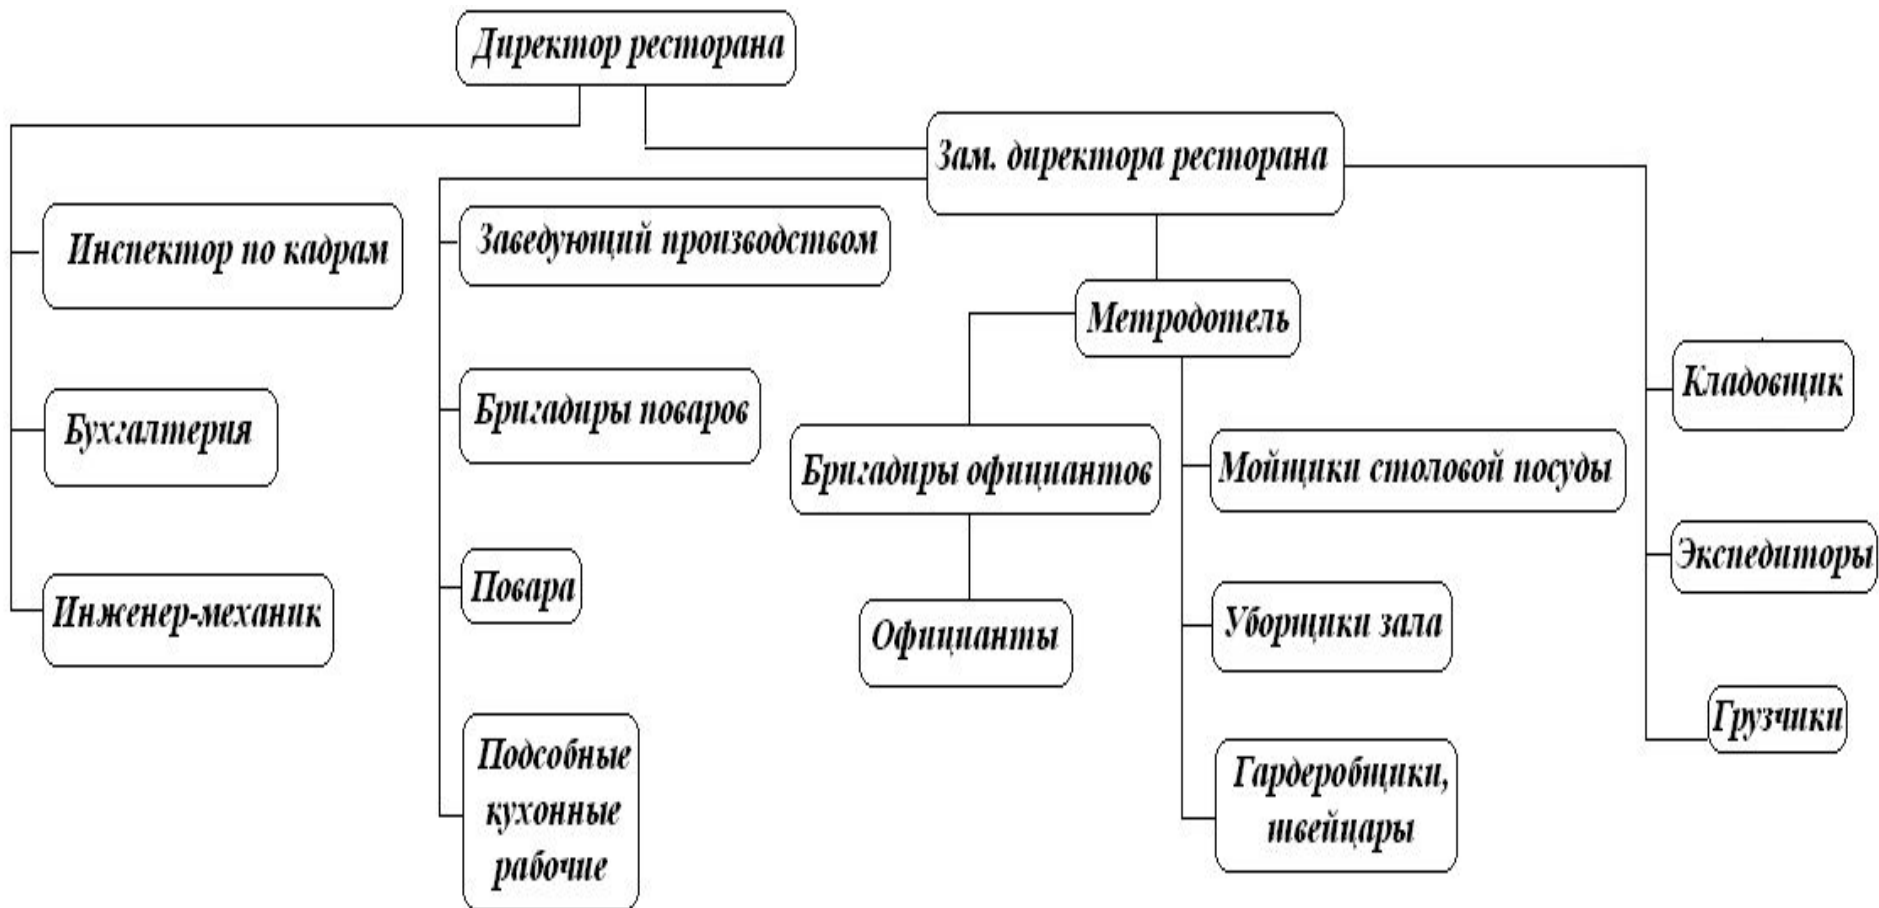 Директор ресторана
Зам. директора ресторана
Инспектор по кадрам
Бухгалтерия
Инженер-механик
Заведующий производством
Бригадиры поваров
Повара
Подсобные
кухонные
рабочие
Метродотель
Бригадиры официантов
Официанты
Мойщики столовой посуды
Уборщики зала
Гардеробщики,
швейцары
Кладовщик
Экспедиторы
Грузчики